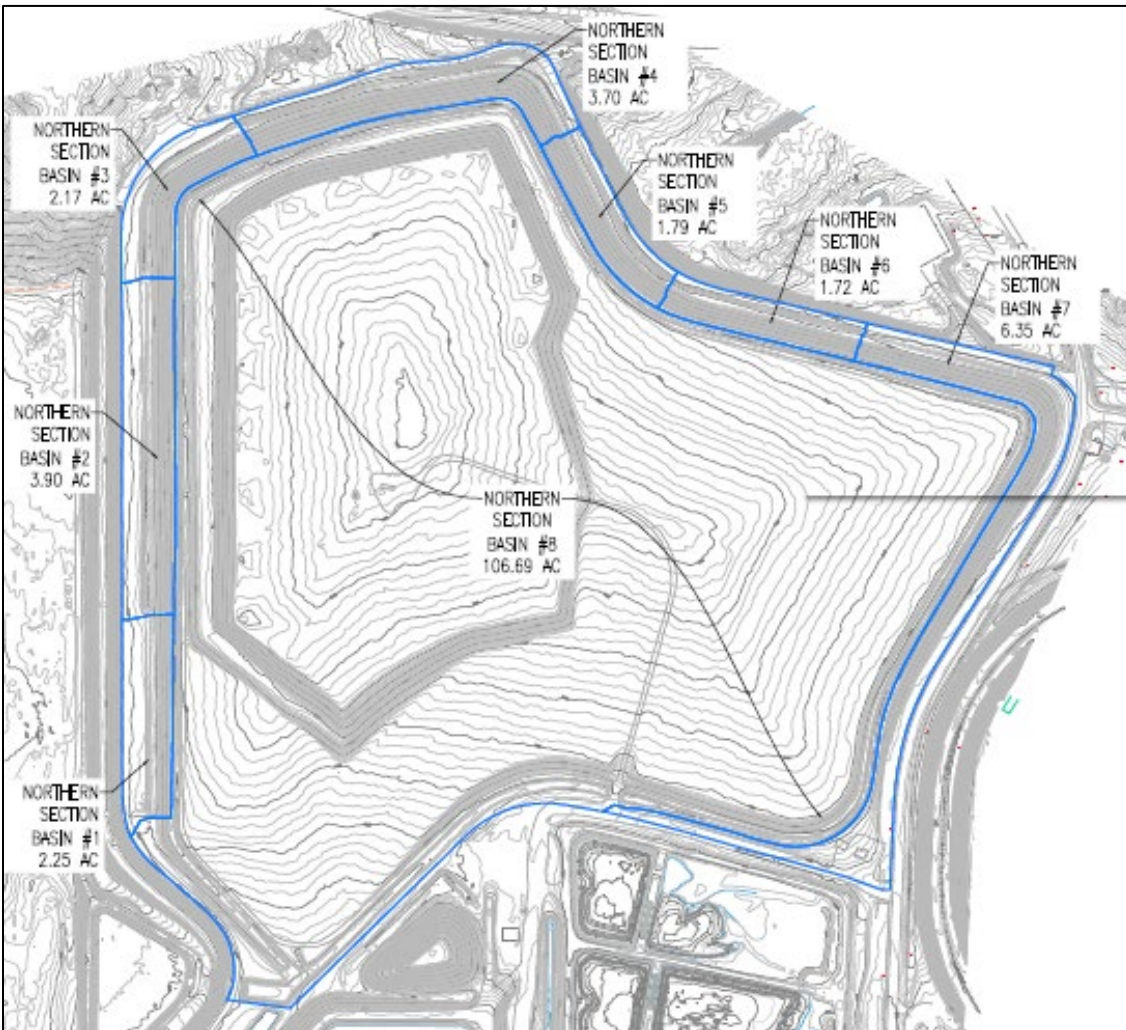 NORTHERN
SECTION
BASIN #4
3.70 AC
NORTHERN
SECTION
BASIN #3
2.17 AC
NORTHERN
SECTION
BASIN #5
1.79 AC
NORTHERN
SECTION
BASIN #6
1.72 AC
NORTHERN
SECTION
BASIN #7
6.35 AC
NORTHERN
SECTION
BASIN #2
3.90 AC
NORTHERN
SECTION
BASIN #8
106.69 AC
NORTHERN
SECTION
BASIN #1
2.25 AC